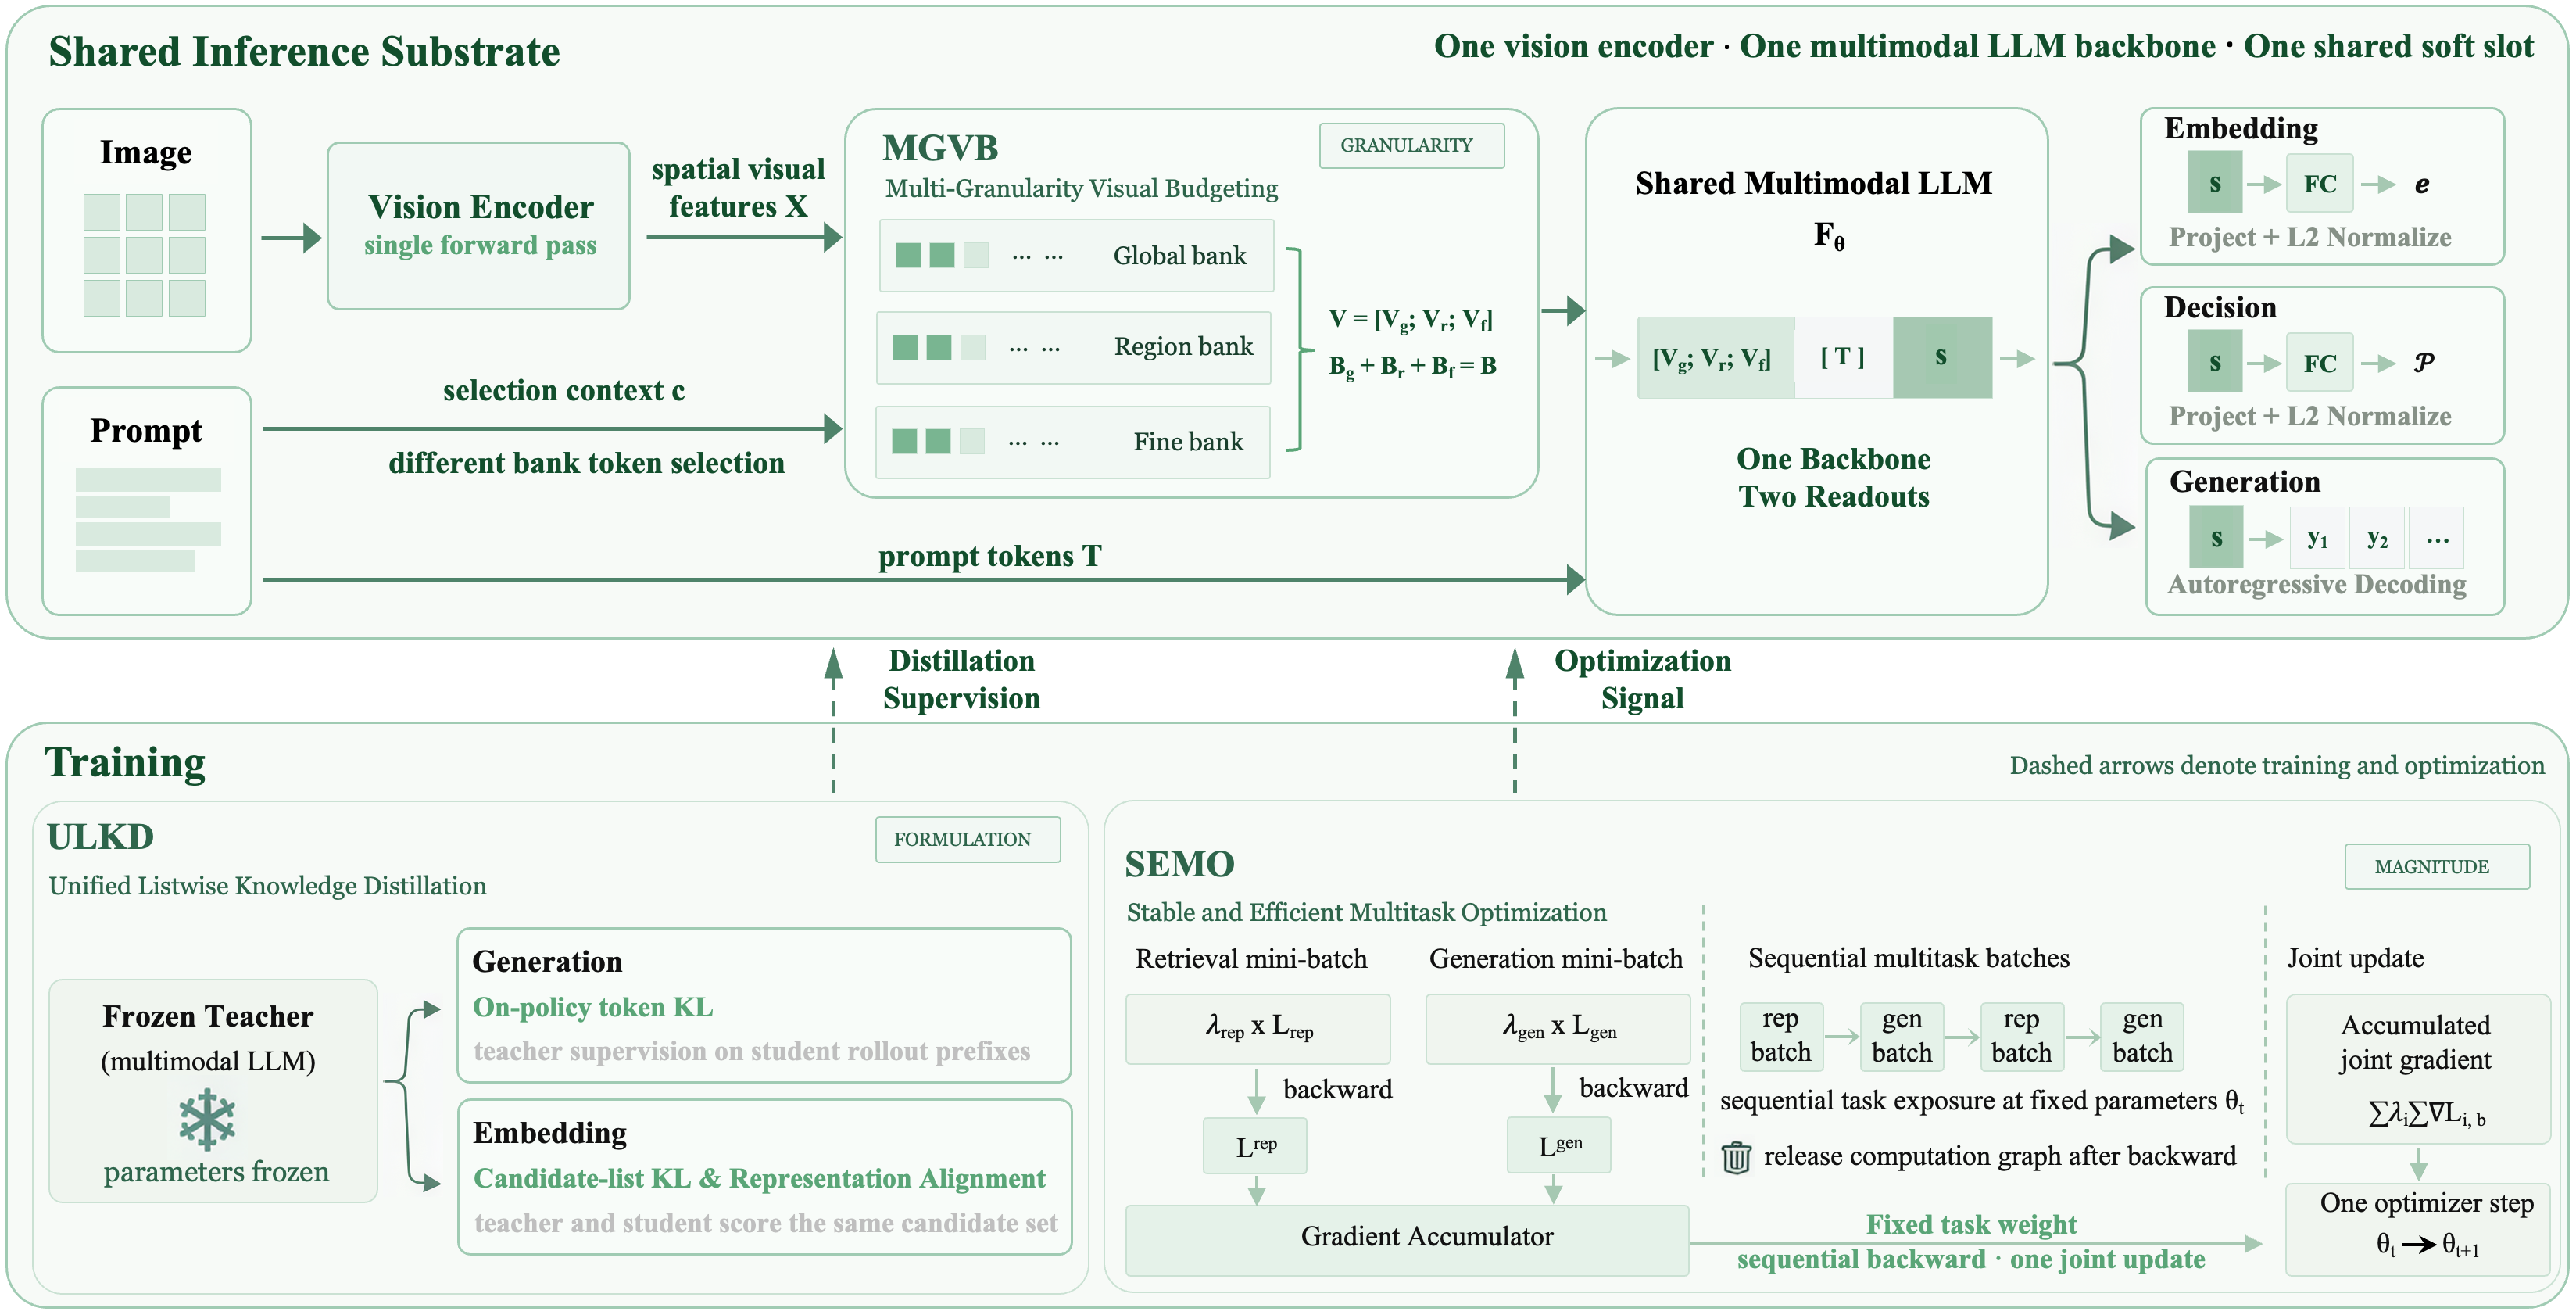 Shared Inference Substrate
One vision encoder · One multimodal LLM backbone · One shared soft slot
Image
Vision Encoder
single forward pass
spatial visual
features X
MGVB
GRANULARITY
Multi-Granularity Visual Budgeting
... ... Global bank
... ... Region bank
... ... Fine bank
V = [Vg; Vr; Vf]
Bg + Br + Bf = B
Prompt
selection context c
different bank token selection
prompt tokens T
Shared Multimodal LLM
Fθ
[Vg; Vr; Vf] [ T ] s
One Backbone
Two Readouts
Embedding
s FC e
Project + L2 Normalize
Decision
s FC 𝒫
Project + L2 Normalize
Generation
s y1 y2 ...
Autoregressive Decoding
Distillation
Supervision
Optimization
Signal
Training
Dashed arrows denote training and optimization
ULKD
FORMULATION
Unified Listwise Knowledge Distillation
Frozen Teacher
(multimodal LLM)
parameters frozen
Generation
On-policy token KL
teacher supervision on student rollout prefixes
Embedding
Candidate-list KL & Representation Alignment
teacher and student score the same candidate set
SEMO
MAGNITUDE
Stable and Efficient Multitask Optimization
Retrieval mini-batch
λrep x Lrep
backward
L^rep
Generation mini-batch
λgen x Lgen
backward
L^gen
Gradient Accumulator
Sequential multitask batches
rep
batch
gen
batch
rep
batch
gen
batch
sequential task exposure at fixed parameters θt
release computation graph after backward
Fixed task weight
sequential backward · one joint update
Joint update
Accumulated
joint gradient
∑λi∑∇Li, b
One optimizer step
θt → θt+1